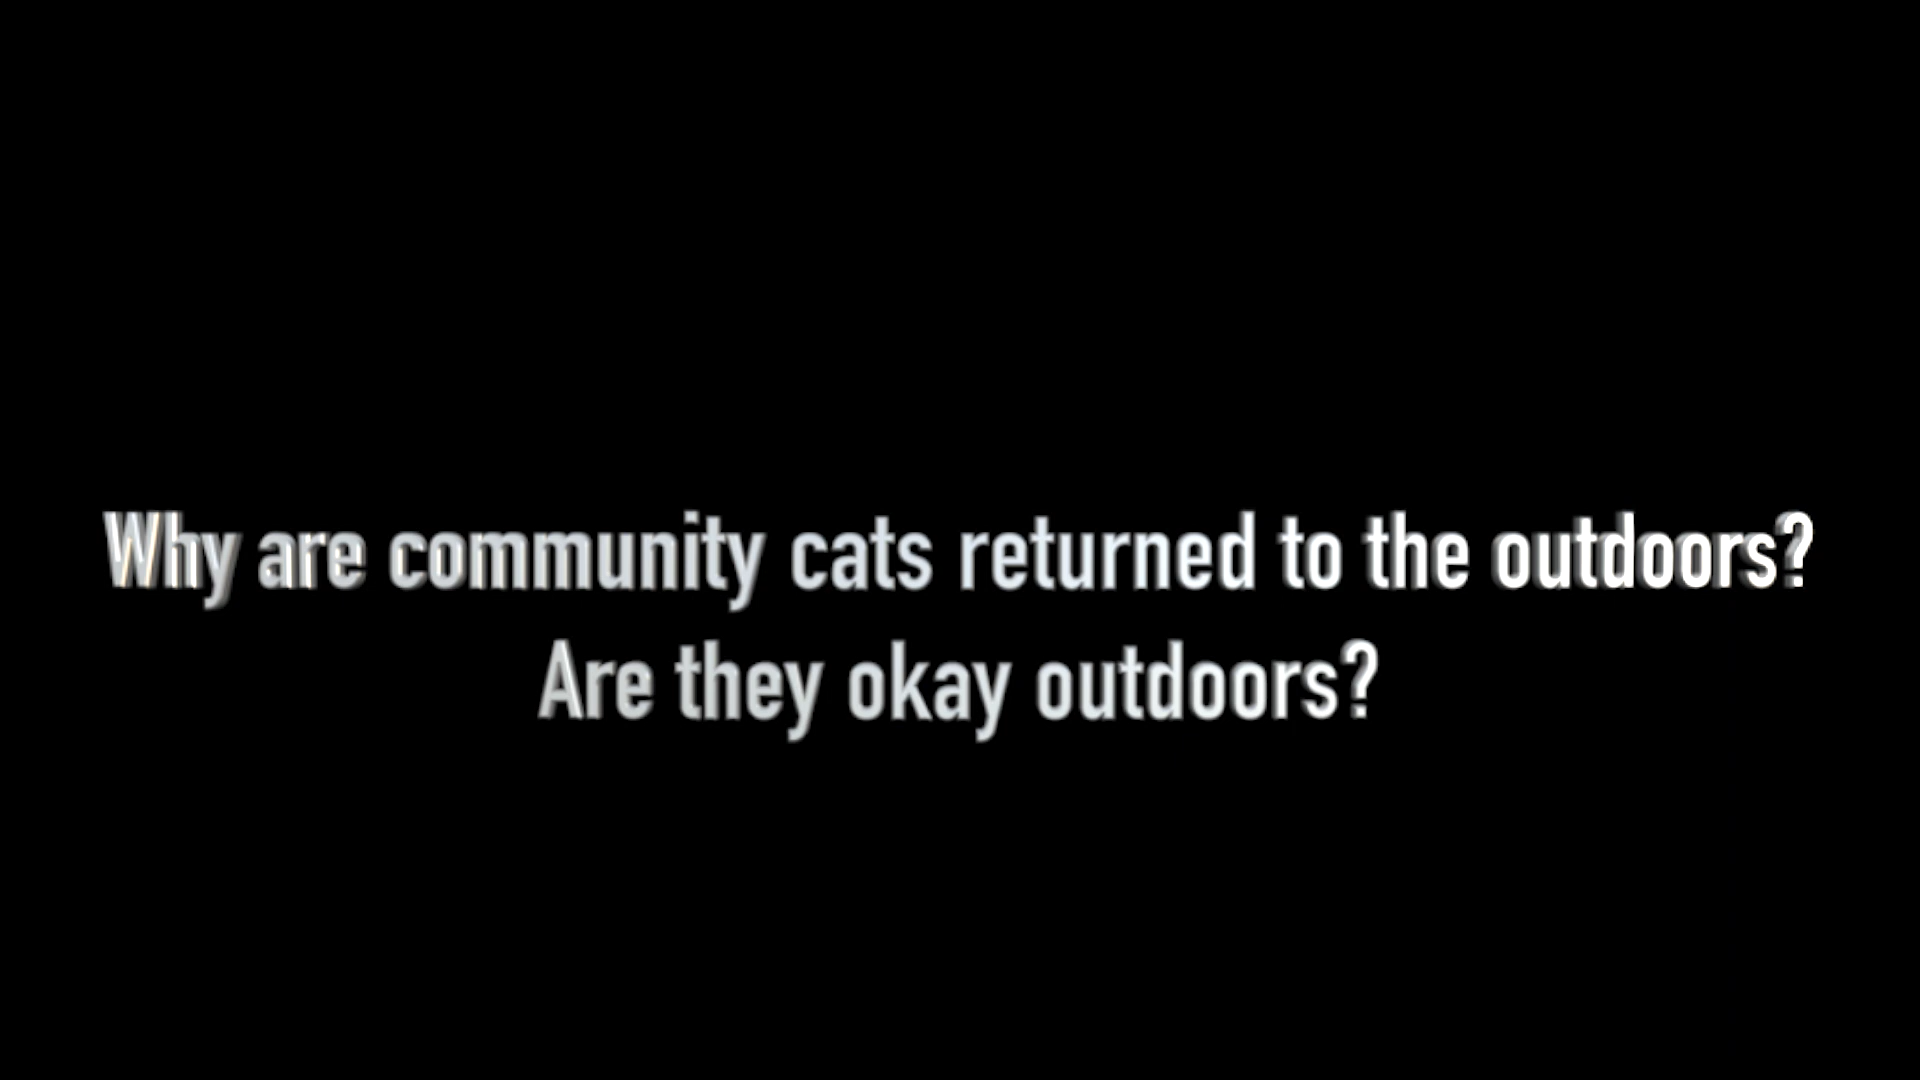 Why are community cats returned to the outdoors?
Are they okay outdoors?